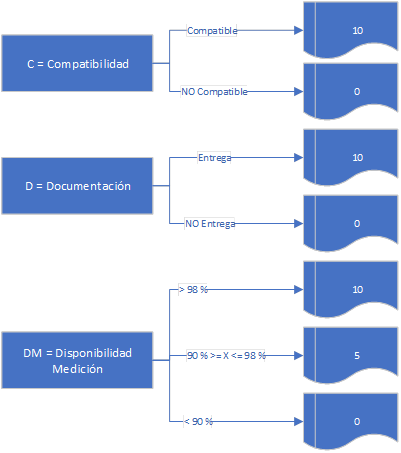 C = Compatibilidad
Compatible
10
NO Compatible
0
D = Documentación
Entrega
10
NO Entrega
0
DM = Disponibilidad
Medición
> 98 %
10
90 % >= X <= 98 %
5
< 90 %
0